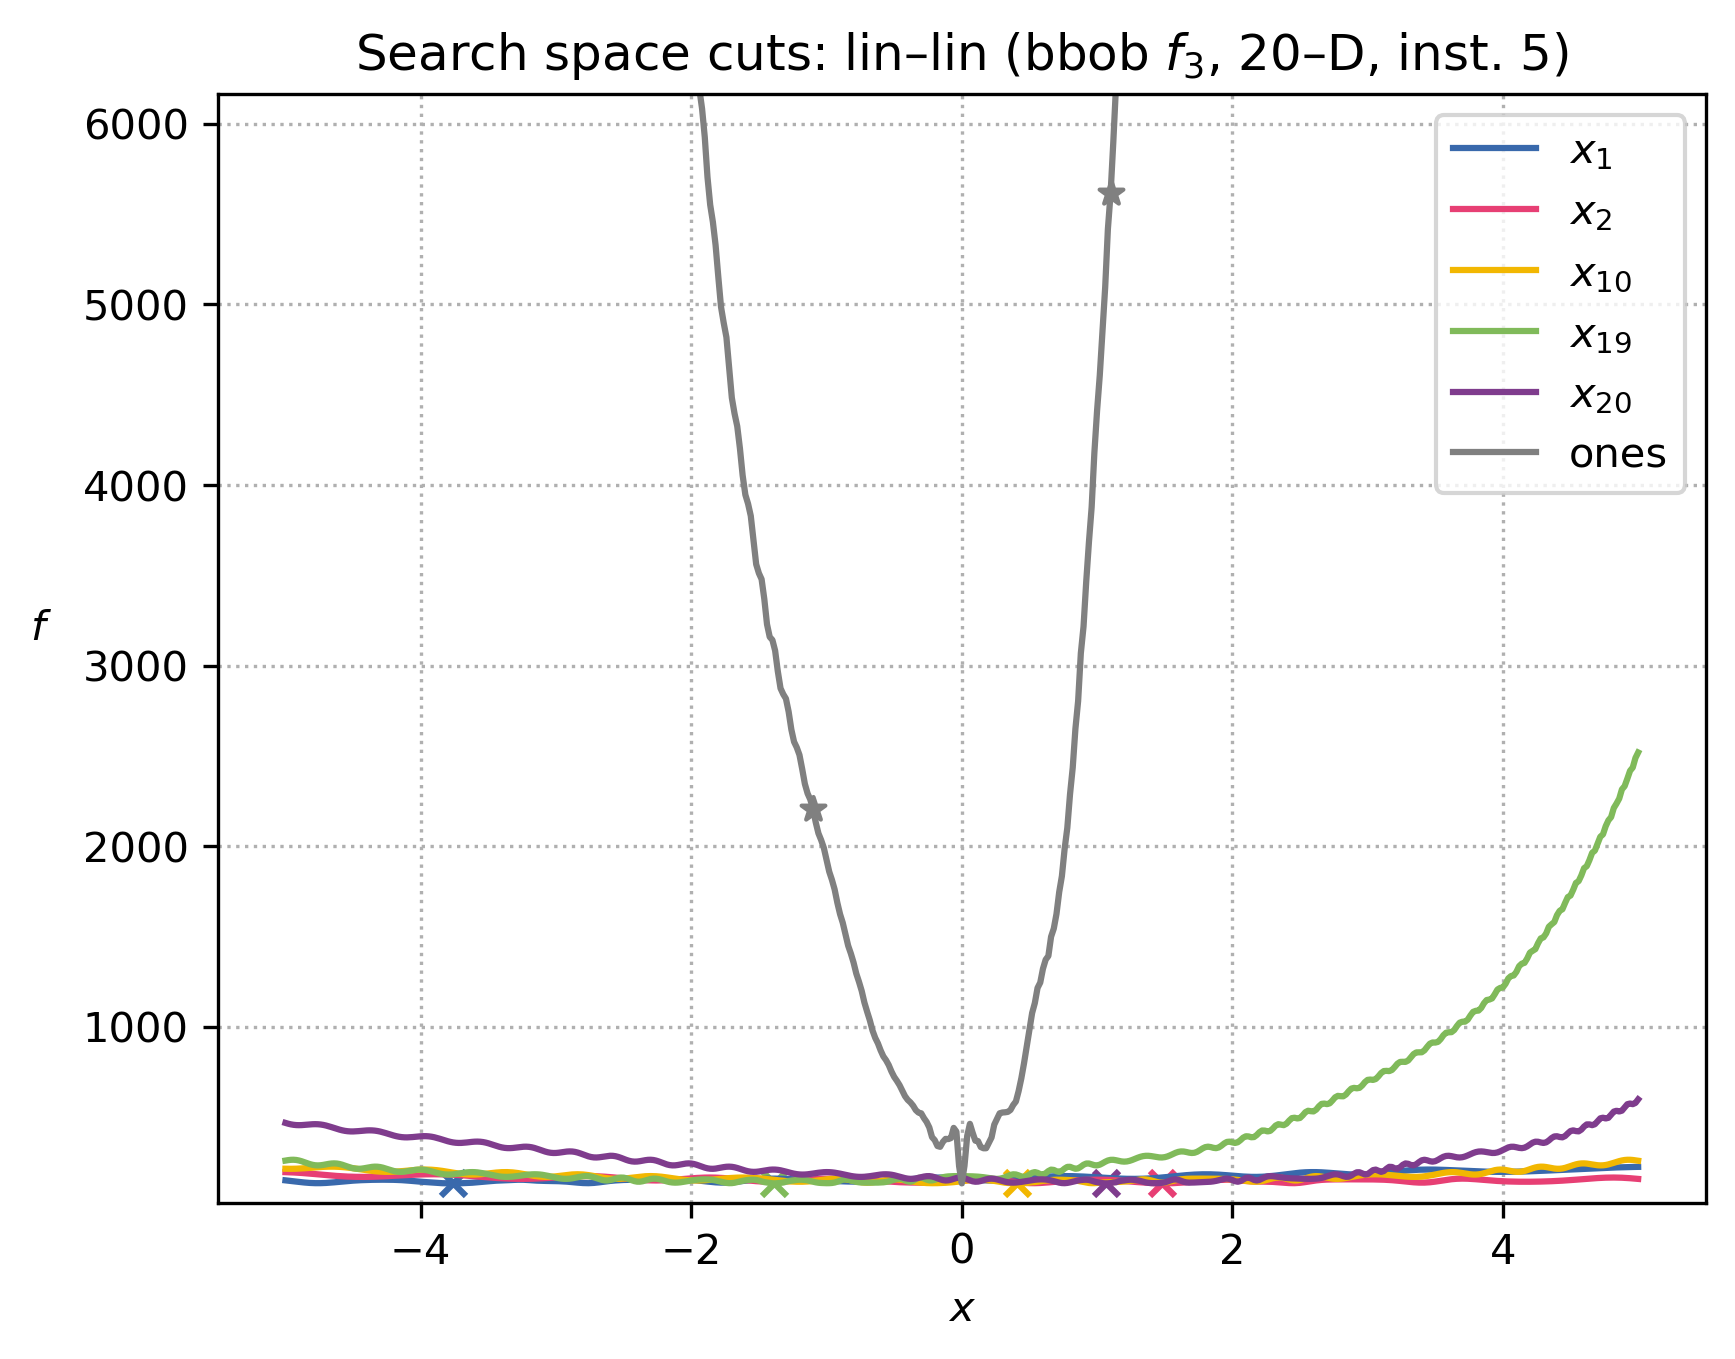 Search space cuts: lin–lin (bbob f₃, 20–D, inst. 5)
6000
5000
4000
3000
2000
1000
f
−4
−2
0
2
4
x
x₁
x₂
x₁₀
x₁₉
x₂₀
ones